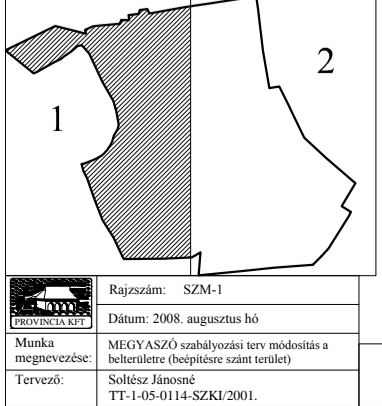 2
1
PROVINCIA KFT
Rajzszám: SZM-1
Dátum: 2008. augusztus hó
Munka
megnevezése:
MEGYASZÓ szabályozási terv módosítás a
belterületre (beépítésre szánt terület)
Tervező:
Soltész Jánosné
TT-1-05-0114-SZKI/2001.